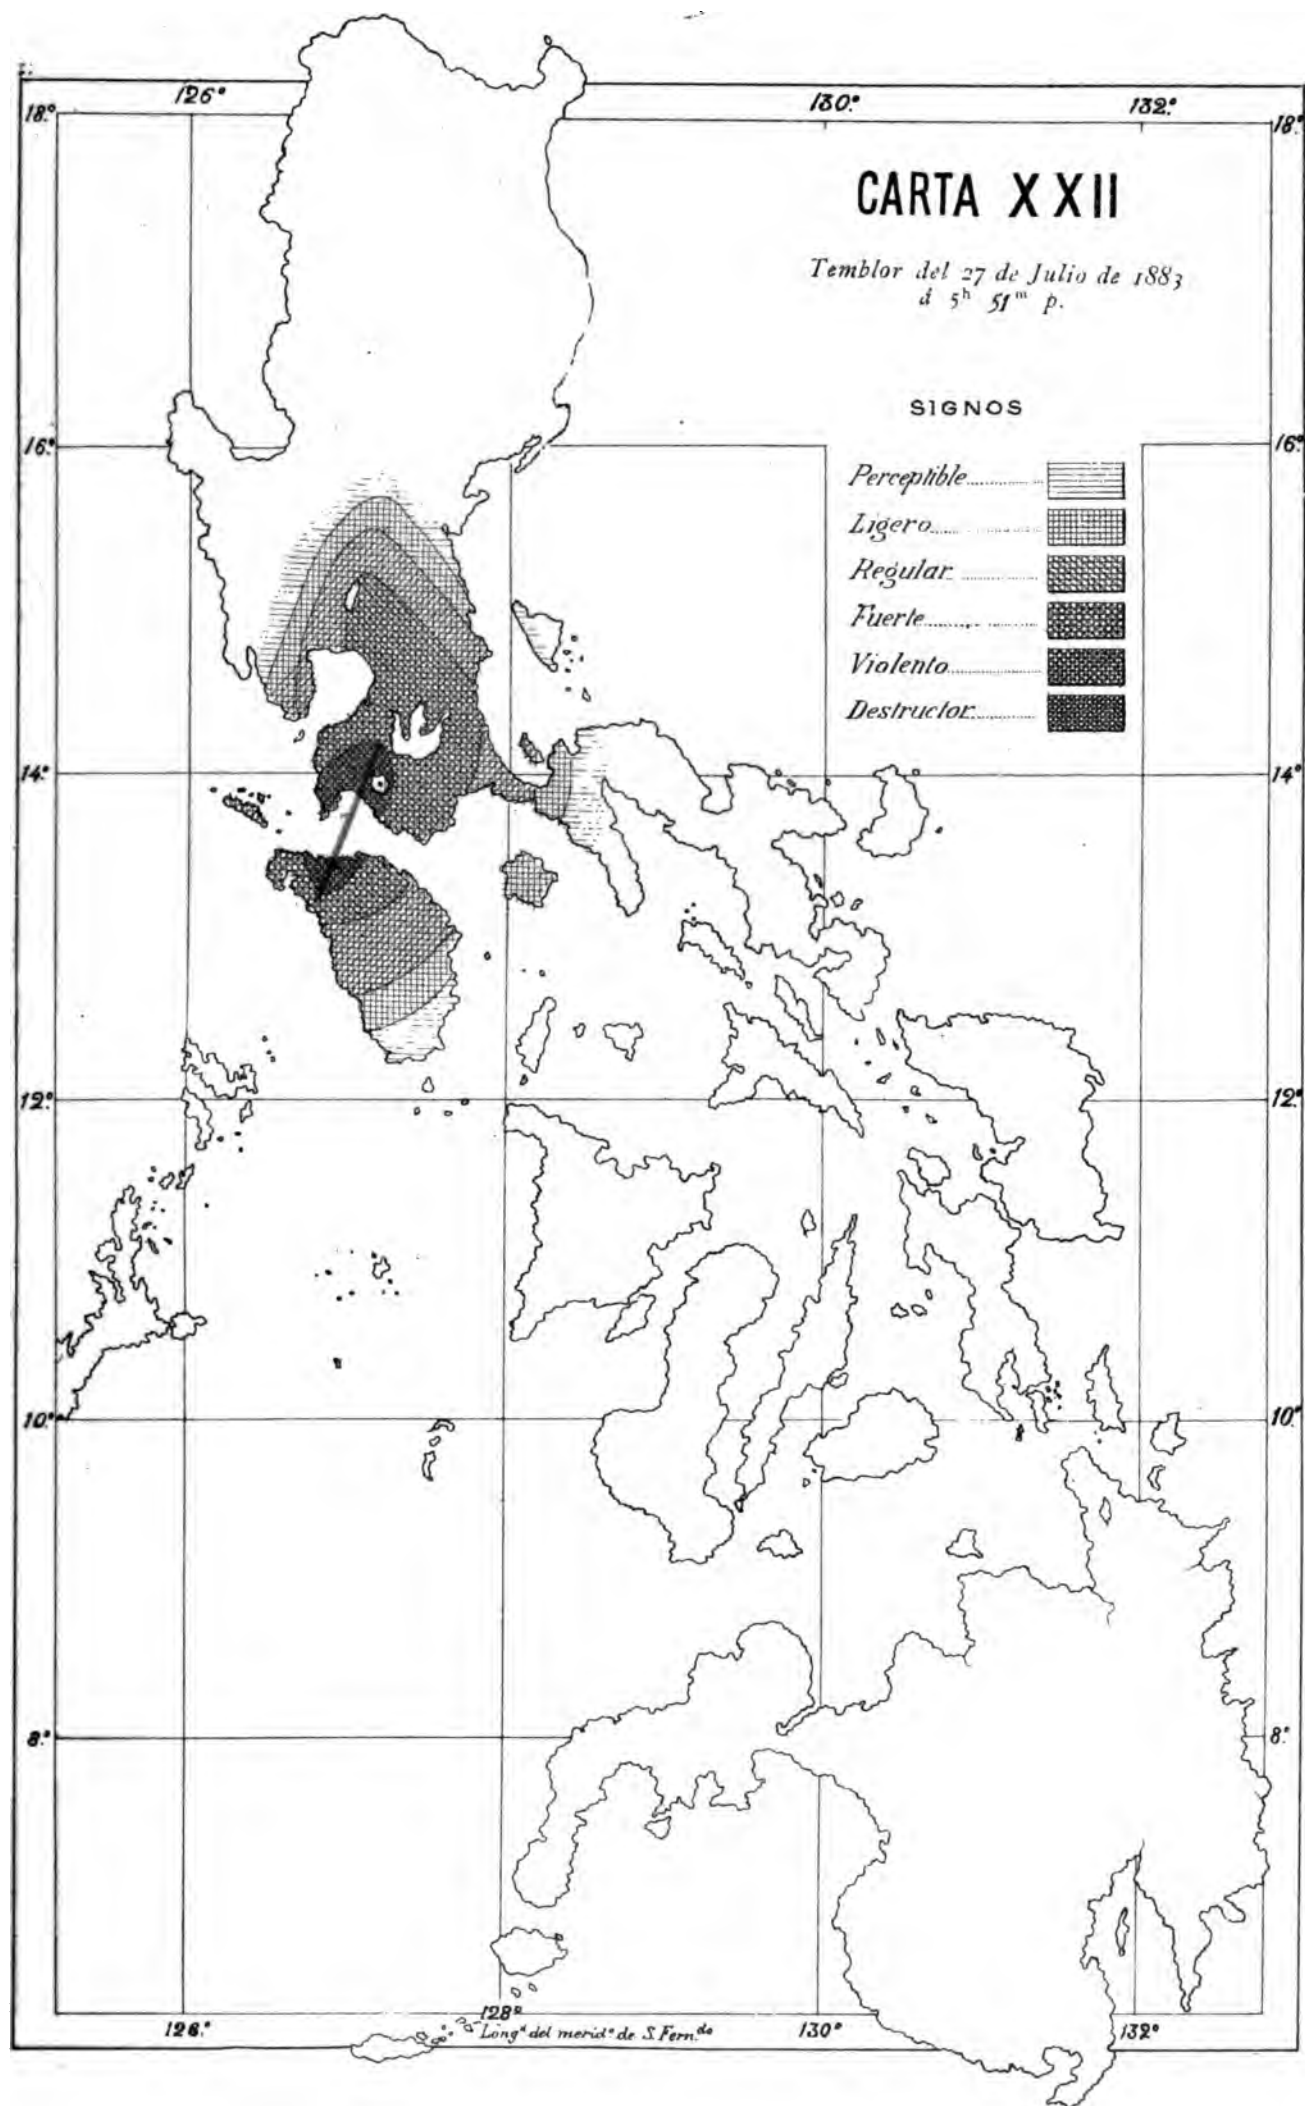 126°
130°
132°
18°
18°
CARTA XXII
Temblor del 27 de Julio de 1883
á 5ʰ 51ᵐ p.
SIGNOS
16°
16°
Perceptible
Ligero
Regular
Fuerte
Violento
Destructor
14°
14°
12°
12°
10°
10°
8°
8°
126°
128°
130°
132°
Longᵈ del meridº de S. Fern.ᵈᵒ